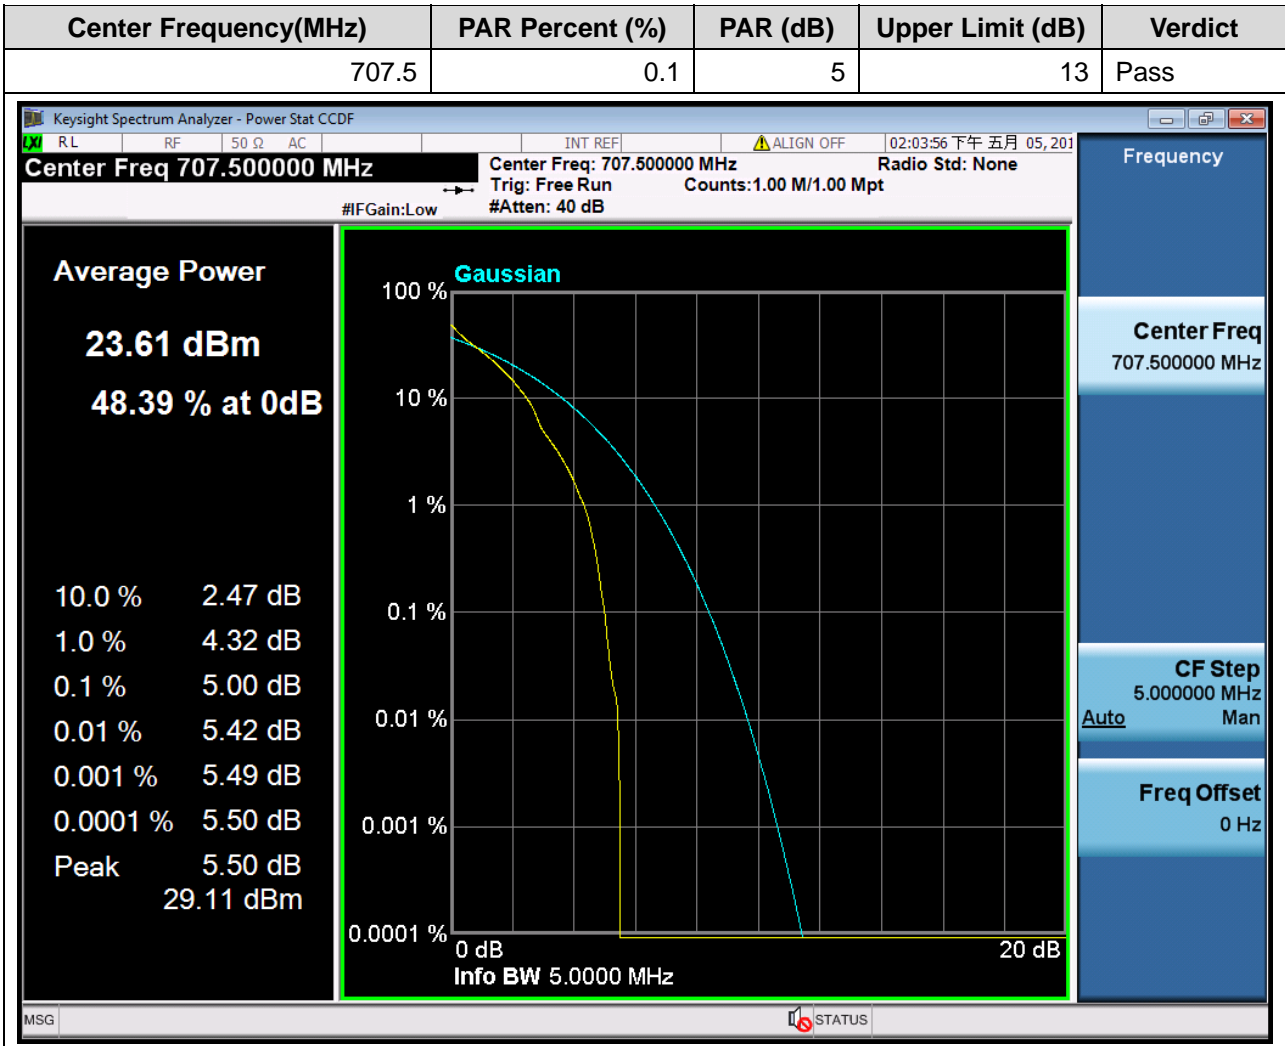 Center Frequency(MHz) PAR Percent (%) PAR (dB) Upper Limit (dB) Verdict
707.5 0.1 5 13 Pass
Keysight Spectrum Analyzer - Power Stat CCDF
LXI RL RF 50 Ω AC INT REF ALIGN OFF 02:03:56 下午 五月 05, 201
Center Freq 707.500000 MHz
Center Freq: 707.500000 MHz Radio Std: None
Trig: Free Run Counts:1.00 M/1.00 Mpt
#IFGain:Low #Atten: 40 dB
Average Power
23.61 dBm
48.39 % at 0dB
10.0 % 2.47 dB
1.0 % 4.32 dB
0.1 % 5.00 dB
0.01 % 5.42 dB
0.001 % 5.49 dB
0.0001 % 5.50 dB
Peak 5.50 dB
29.11 dBm
Gaussian
100 %
10 %
1 %
0.1 %
0.01 %
0.001 %
0.0001 %
0 dB 20 dB
Info BW 5.0000 MHz
Frequency
Center Freq
707.500000 MHz
CF Step
5.000000 MHz
Auto Man
Freq Offset
0 Hz
MSG STATUS